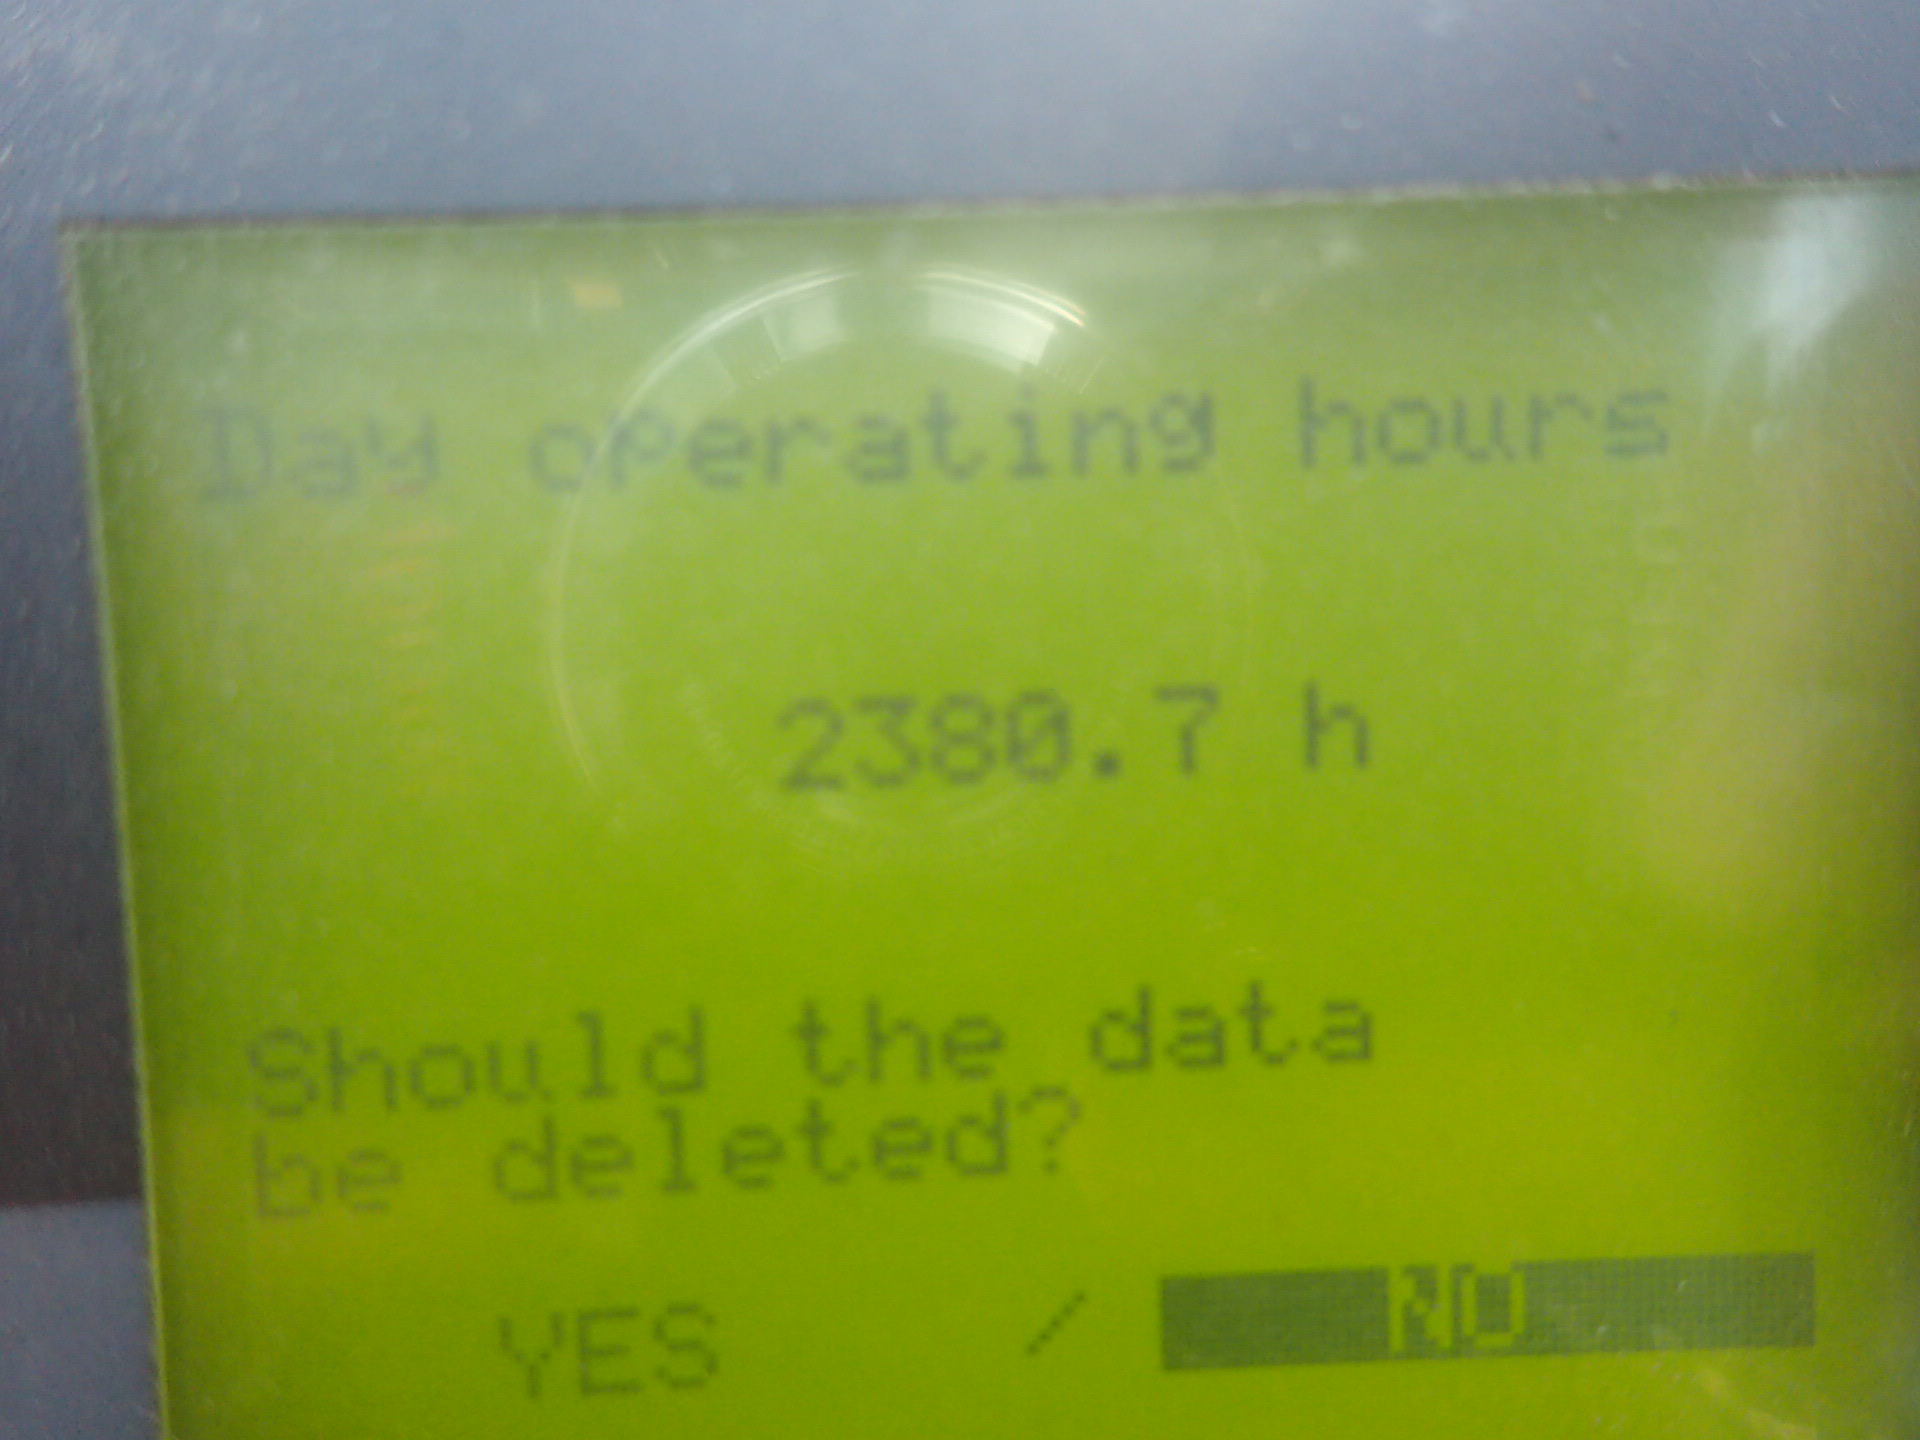 Day operating hours
2380.7 h
Should the data
be deleted?
YES / NO